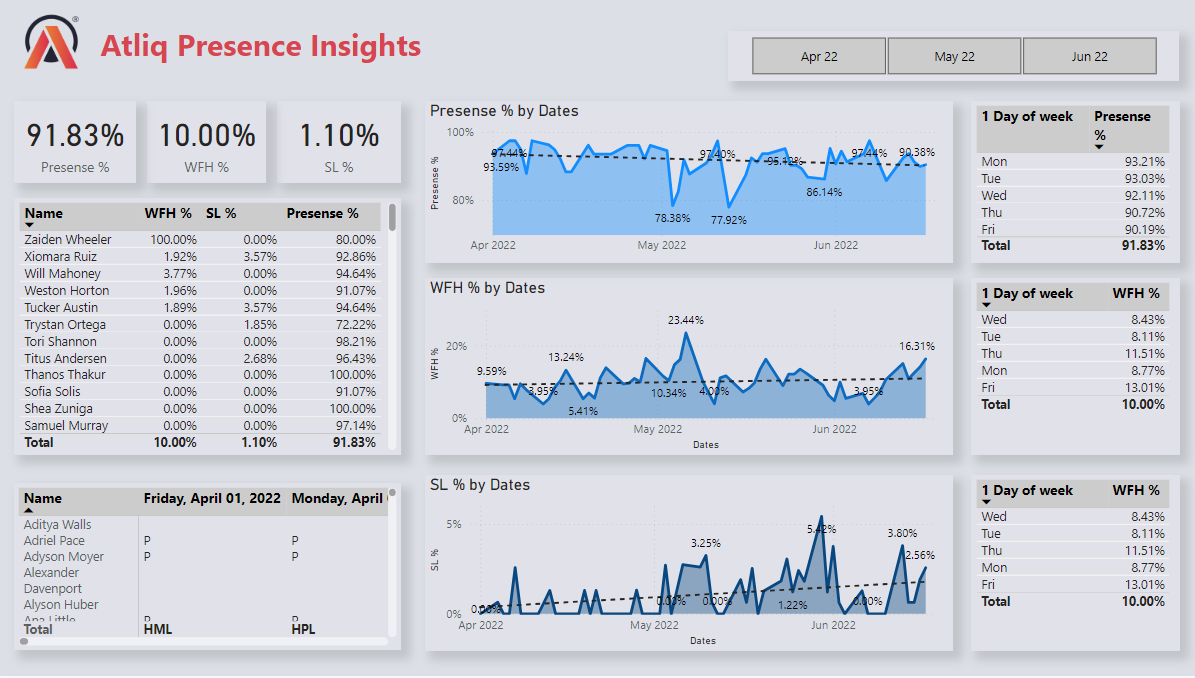 Atliq Presence Insights
Apr 22 May 22 Jun 22
91.83%
Presense %
10.00%
WFH %
1.10%
SL %
Name WFH % SL % Presense %
Zaiden Wheeler 100.00% 0.00% 80.00%
Xiomara Ruiz 1.92% 3.57% 92.86%
Will Mahoney 3.77% 0.00% 94.64%
Weston Horton 1.96% 0.00% 91.07%
Tucker Austin 1.89% 3.57% 94.64%
Trystan Ortega 0.00% 1.85% 72.22%
Tori Shannon 0.00% 0.00% 98.21%
Titus Andersen 0.00% 2.68% 96.43%
Thanos Thakur 0.00% 0.00% 100.00%
Sofia Solis 0.00% 0.00% 91.07%
Shea Zuniga 0.00% 0.00% 100.00%
Samuel Murray 0.00% 0.00% 97.14%
Total 10.00% 1.10% 91.83%
Name Friday, April 01, 2022 Monday, April
Aditya Walls
Adriel Pace P P
Adyson Moyer P P
Alexander
Davenport
Alyson Huber
Ana Little P P
Total HML HPL
Presense % by Dates
Presense %
100%
80%
97.44% 97.40% 95.42% 97.44% 90.38%
93.59%
86.14%
78.38% 77.92%
Apr 2022 May 2022 Jun 2022
WFH % by Dates
WFH %
20%
0%
23.44%
16.31%
13.24%
9.59%
3.95% 10.34% 4.00% 3.95%
5.41%
Apr 2022 May 2022 Jun 2022
Dates
SL % by Dates
SL %
5%
0%
5.42%
3.80%
3.25%
2.56%
0.00% 0.00% 0.00% 1.22% 0.00%
Apr 2022 May 2022 Jun 2022
Dates
1 Day of week Presense
%
Mon 93.21%
Tue 93.03%
Wed 92.11%
Thu 90.72%
Fri 90.19%
Total 91.83%
1 Day of week WFH %
Wed 8.43%
Tue 8.11%
Thu 11.51%
Mon 8.77%
Fri 13.01%
Total 10.00%
1 Day of week WFH %
Wed 8.43%
Tue 8.11%
Thu 11.51%
Mon 8.77%
Fri 13.01%
Total 10.00%